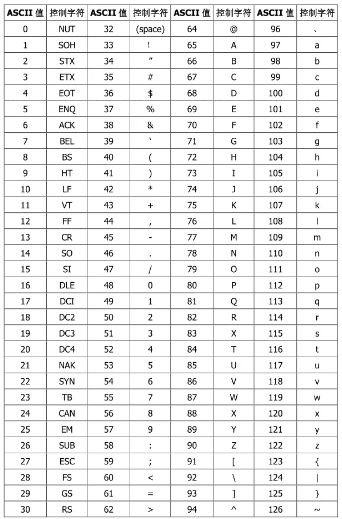 ASCII 值 控制字符 ASCII 值 控制字符 ASCII 值 控制字符 ASCII 值 控制字符
0 NUT 32 (space) 64 @ 96 、
1 SOH 33 ! 65 A 97 a
2 STX 34 " 66 B 98 b
3 ETX 35 # 67 C 99 c
4 EOT 36 $ 68 D 100 d
5 ENQ 37 % 69 E 101 e
6 ACK 38 & 70 F 102 f
7 BEL 39 ` 71 G 103 g
8 BS 40 ( 72 H 104 h
9 HT 41 ) 73 I 105 i
10 LF 42 * 74 J 106 j
11 VT 43 + 75 K 107 k
12 FF 44 , 76 L 108 l
13 CR 45 - 77 M 109 m
14 SO 46 . 78 N 110 n
15 SI 47 / 79 O 111 o
16 DLE 48 0 80 P 112 p
17 DCI 49 1 81 Q 113 q
18 DC2 50 2 82 R 114 r
19 DC3 51 3 83 X 115 s
20 DC4 52 4 84 T 116 t
21 NAK 53 5 85 U 117 u
22 SYN 54 6 86 V 118 v
23 TB 55 7 87 W 119 w
24 CAN 56 8 88 X 120 x
25 EM 57 9 89 Y 121 y
26 SUB 58 : 90 Z 122 z
27 ESC 59 ; 91 [ 123 {
28 FS 60 < 92 \ 124 |
29 GS 61 = 93 ] 125 }
30 RS 62 > 94 ^ 126 ~